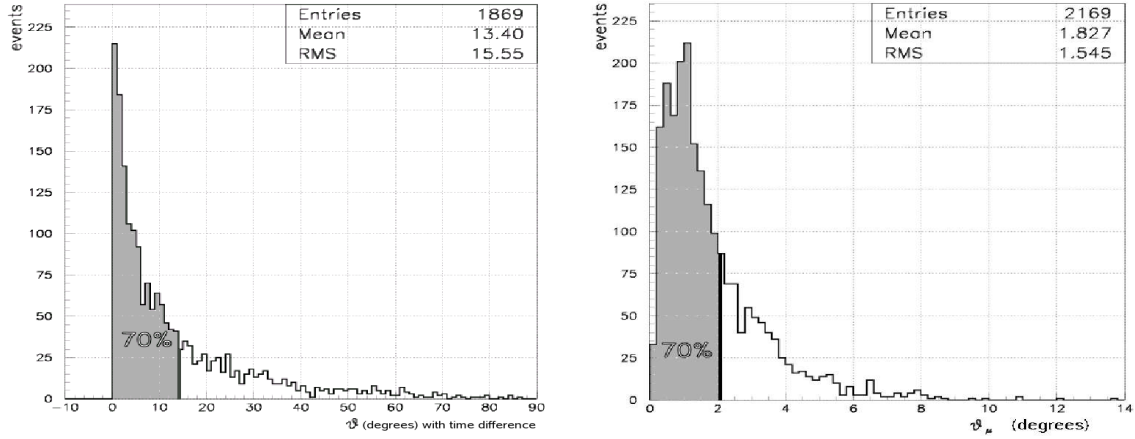 Entries 1869
Mean 13.40
RMS 15.55
events
225
200
175
150
125
100
75
50
25
0
70%
−10 0 10 20 30 40 50 60 70 80 90
ϑ (degrees) with time difference
Entries 2169
Mean 1.827
RMS 1.545
events
225
200
175
150
125
100
75
50
25
0
70%
0 2 4 6 8 10 12 14
ϑμ (degrees)